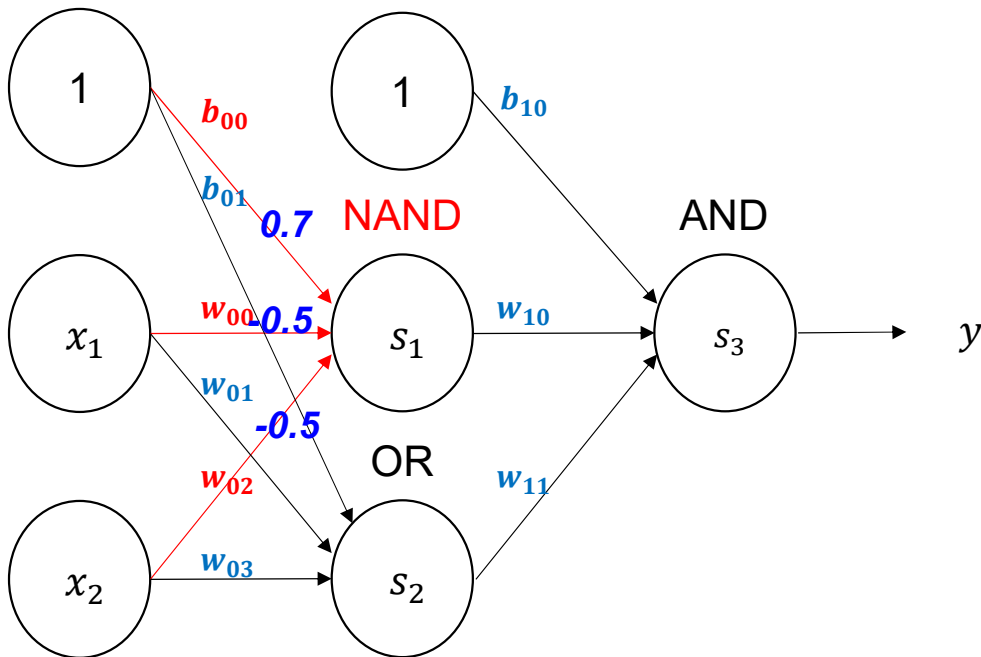 1
1
b₀₀
b₁₀
b₀₁
0.7
NAND
AND
x₁
w₀₀
-0.5
s₁
w₁₀
s₃
y
w₀₁
-0.5
OR
w₀₂
w₁₁
x₂
w₀₃
s₂